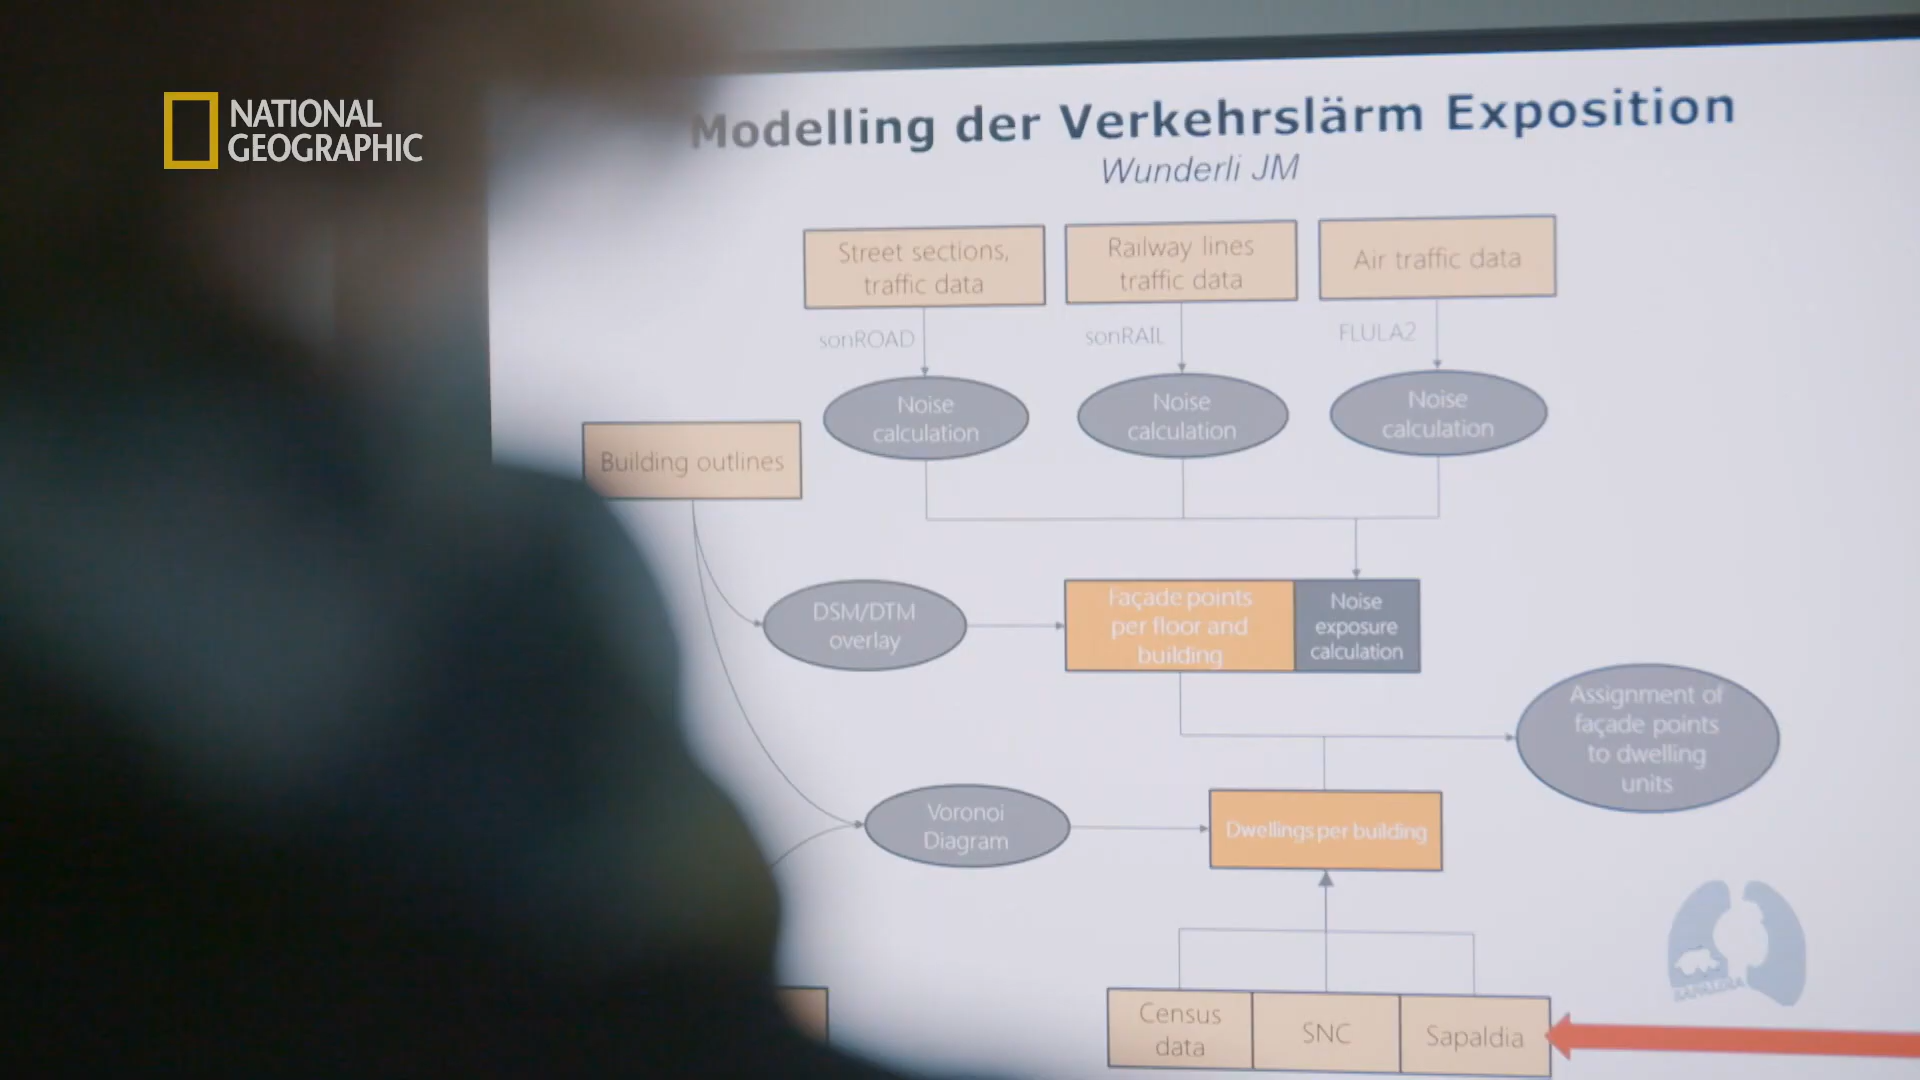 NATIONAL
GEOGRAPHIC
Modelling der Verkehrslärm Exposition
Wunderli JM
Street sections,
traffic data
Railway lines
traffic data
Air traffic data
sonROAD
sonRAIL
FLULA2
Noise
calculation
Noise
calculation
Noise
calculation
Building outlines
DSM/DTM
overlay
Façade points
per floor and
building
Noise
exposure
calculation
Assignment of
façade points
to dwelling
units
Voronoi
Diagram
Dwellings per building
SAPALDIA
Census
data
SNC
Sapaldia